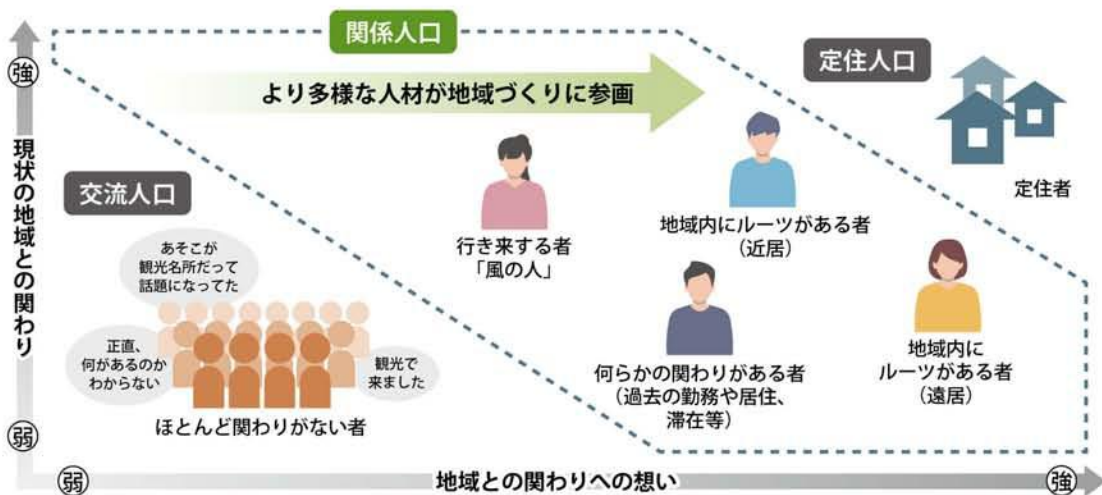 関係人口
強
より多様な人材が地域づくりに参画
定住人口
定住者
現状の地域との関わり
交流人口
あそこが
観光名所だって
話題になってた
正直、
何があるのか
わからない
観光で
来ました
ほとんど関わりがない者
行き来する者
「風の人」
地域内にルーツがある者
（近居）
何らかの関わりがある者
（過去の勤務や居住、
滞在等）
地域内に
ルーツがある者
（遠居）
弱
弱
地域との関わりへの想い
強